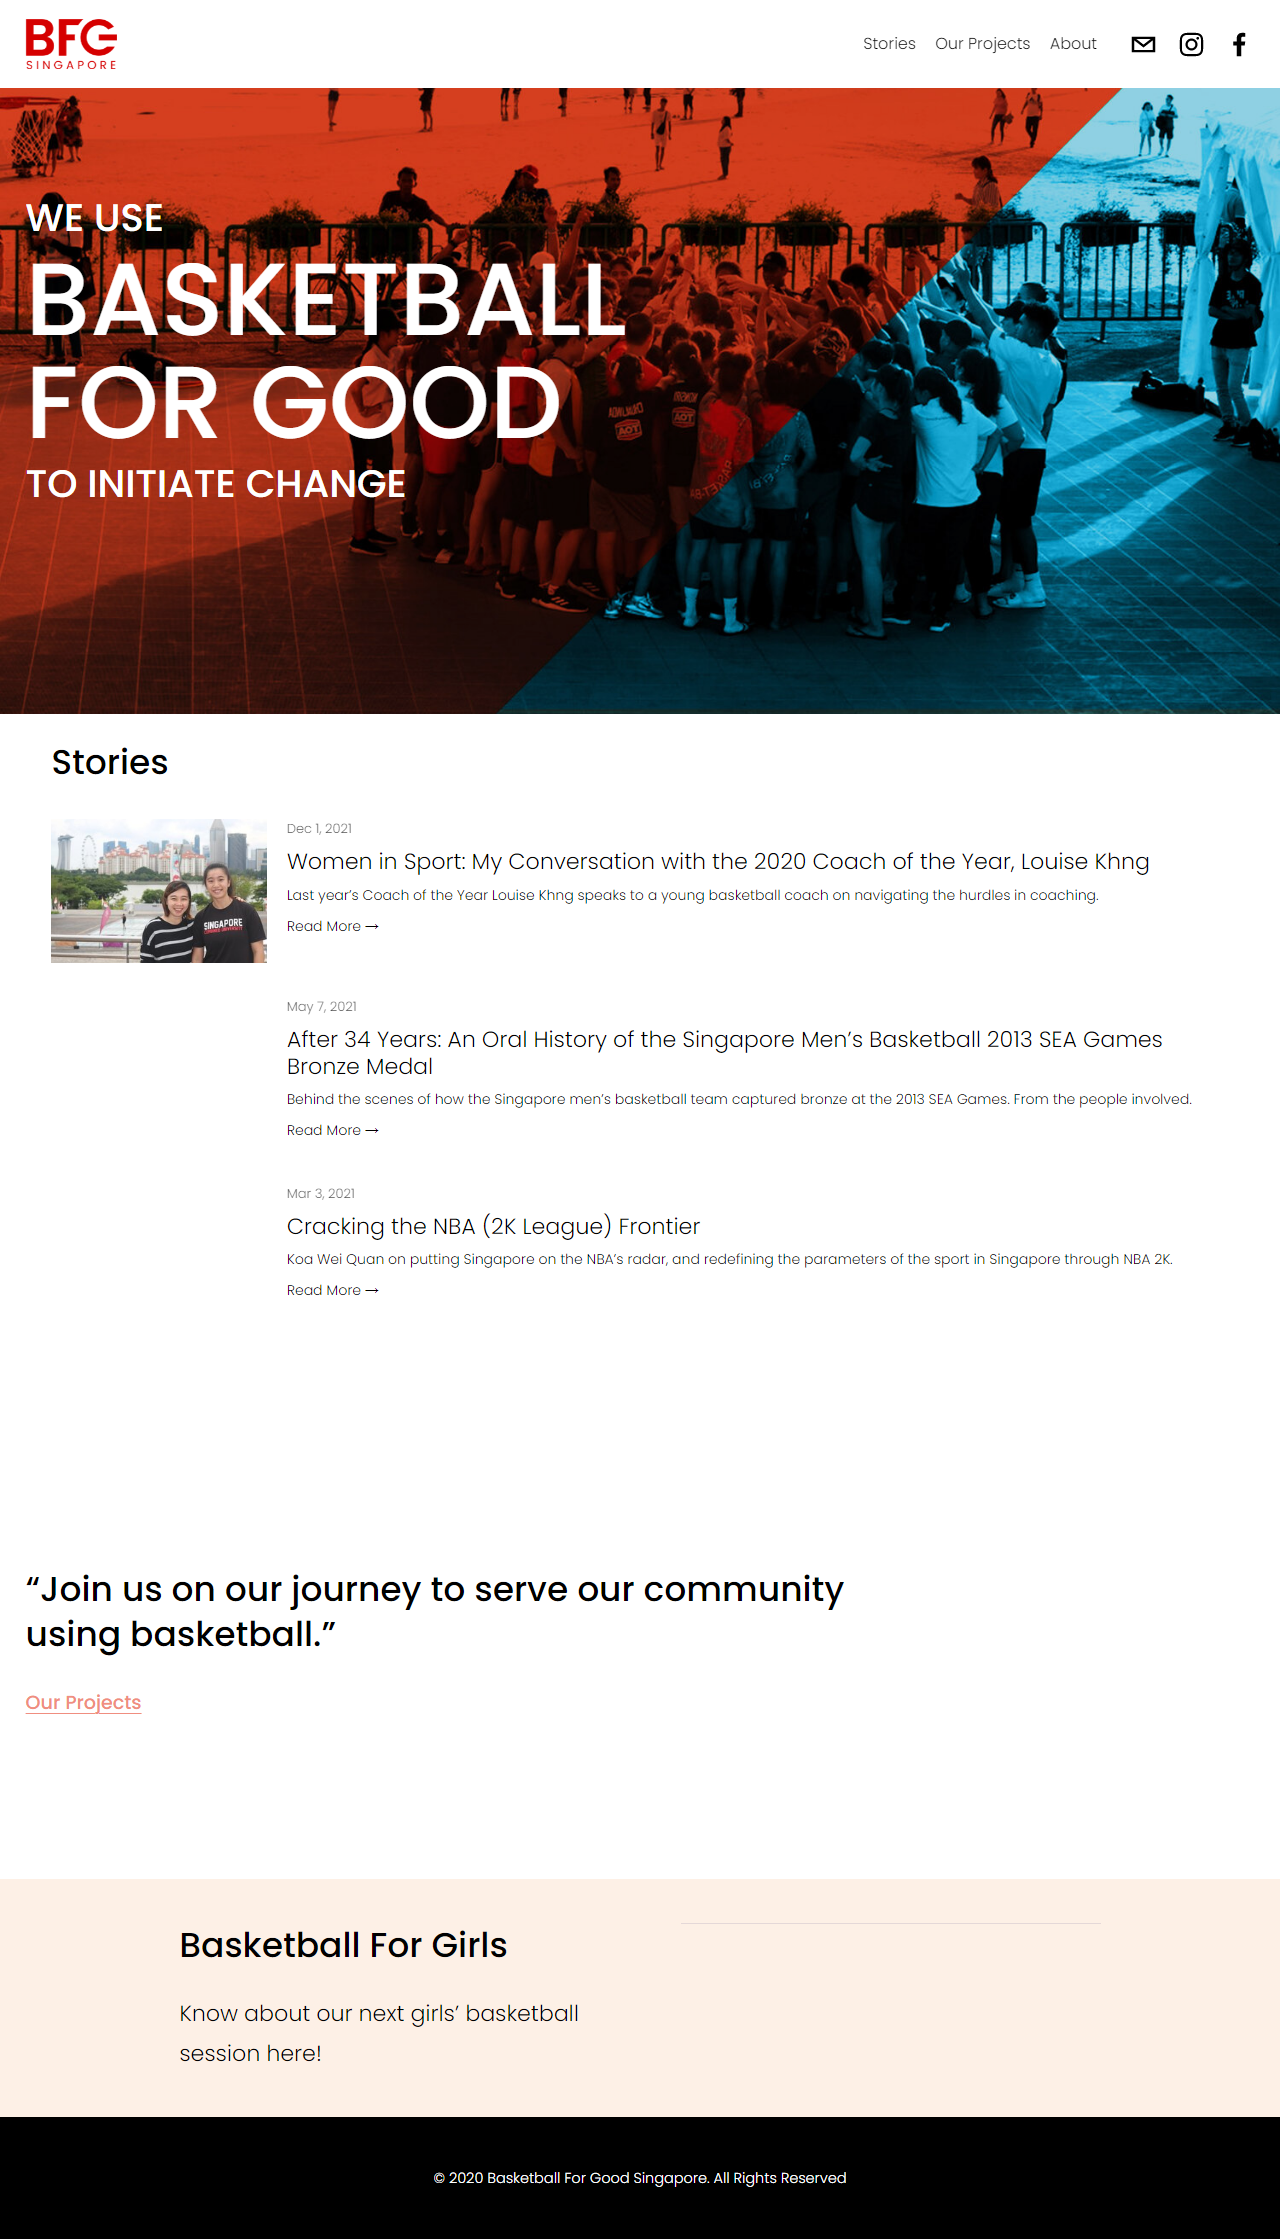 BFG
SINGAPORE
Stories Our Projects About
WE USE
BASKETBALL
FOR GOOD
TO INITIATE CHANGE
Stories
SINGAPORE
Dec 1, 2021
Women in Sport: My Conversation with the 2020 Coach of the Year, Louise Khng
Last year’s Coach of the Year Louise Khng speaks to a young basketball coach on navigating the hurdles in coaching.
Read More →
May 7, 2021
After 34 Years: An Oral History of the Singapore Men’s Basketball 2013 SEA Games
Bronze Medal
Behind the scenes of how the Singapore men’s basketball team captured bronze at the 2013 SEA Games. From the people involved.
Read More →
Mar 3, 2021
Cracking the NBA (2K League) Frontier
Koa Wei Quan on putting Singapore on the NBA’s radar, and redefining the parameters of the sport in Singapore through NBA 2K.
Read More →
“Join us on our journey to serve our community
using basketball.”
Our Projects
Basketball For Girls
Know about our next girls’ basketball
session here!
© 2020 Basketball For Good Singapore. All Rights Reserved